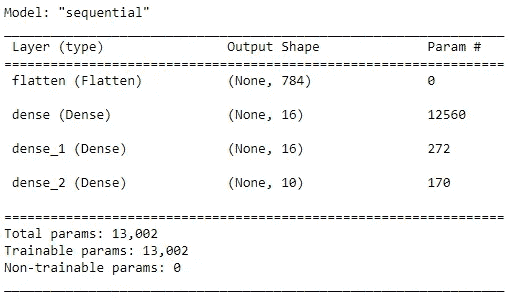 Model: "sequential"
Layer (type) Output Shape Param #
flatten (Flatten) (None, 784) 0
dense (Dense) (None, 16) 12560
dense_1 (Dense) (None, 16) 272
dense_2 (Dense) (None, 10) 170
Total params: 13,002
Trainable params: 13,002
Non-trainable params: 0